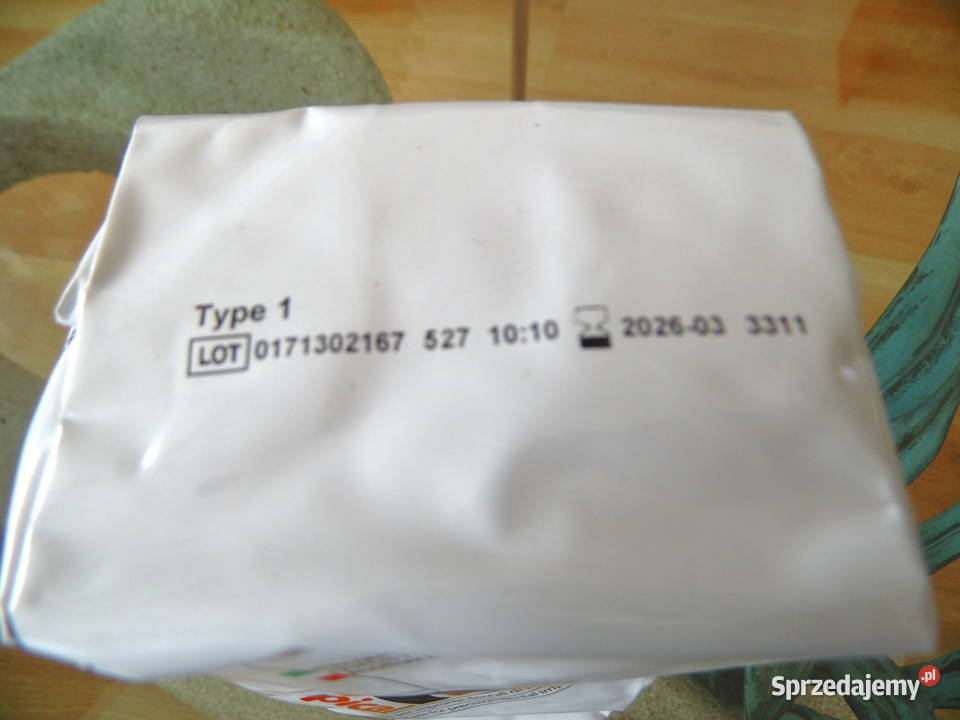 Type 1
LOT 0171302167 527 10:10 2026-03 3311
Sprzedajemy.pl